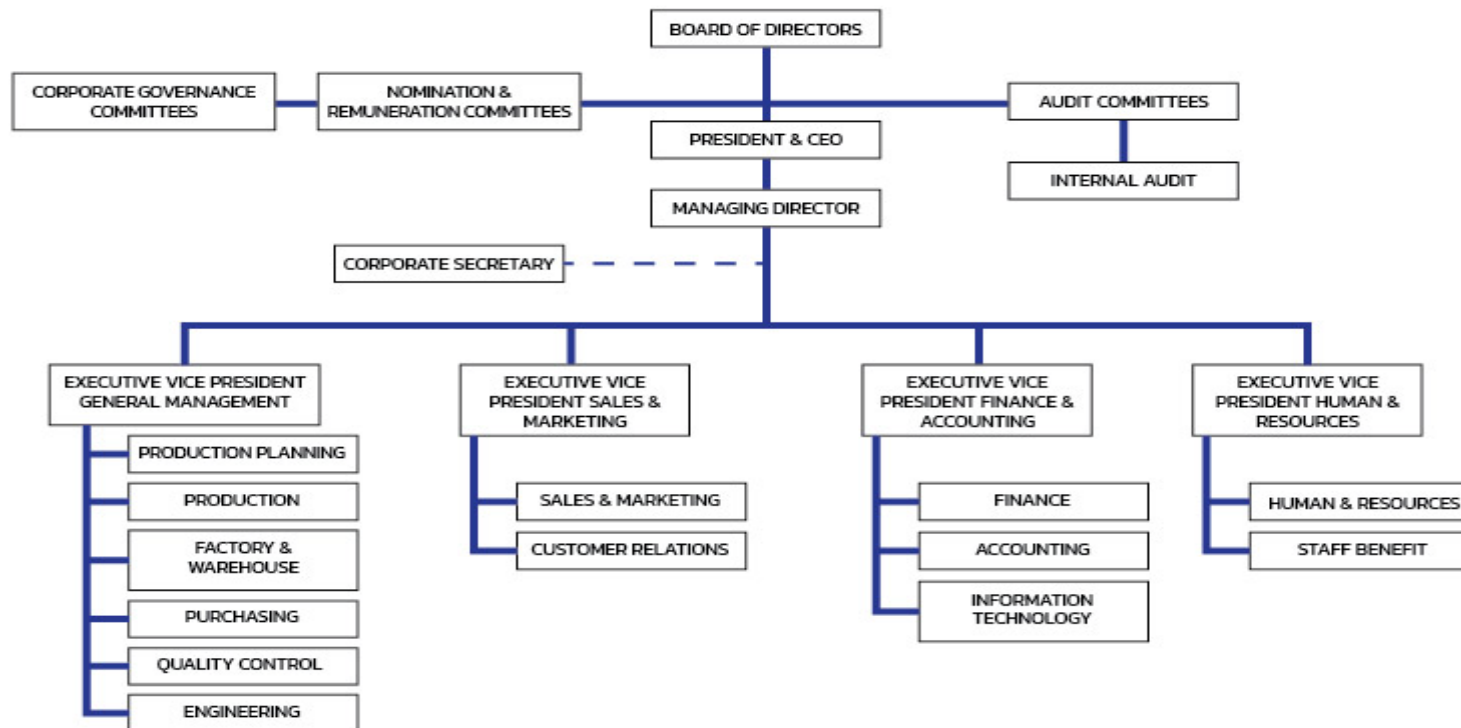 BOARD OF DIRECTORS
CORPORATE GOVERNANCE
COMMITTEES
NOMINATION &
REMUNERATION COMMITTEES
AUDIT COMMITTEES
PRESIDENT & CEO
INTERNAL AUDIT
MANAGING DIRECTOR
CORPORATE SECRETARY
EXECUTIVE VICE PRESIDENT
GENERAL MANAGEMENT
PRODUCTION PLANNING
PRODUCTION
FACTORY &
WAREHOUSE
PURCHASING
QUALITY CONTROL
ENGINEERING
EXECUTIVE VICE
PRESIDENT SALES &
MARKETING
SALES & MARKETING
CUSTOMER RELATIONS
EXECUTIVE VICE
PRESIDENT FINANCE &
ACCOUNTING
FINANCE
ACCOUNTING
INFORMATION
TECHNOLOGY
EXECUTIVE VICE
PRESIDENT HUMAN &
RESOURCES
HUMAN & RESOURCES
STAFF BENEFIT